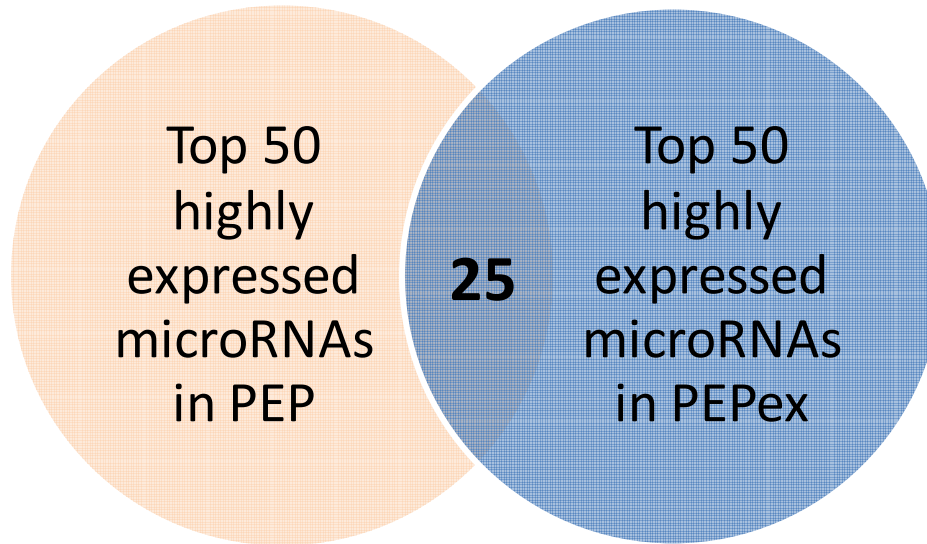 Top 50
highly
expressed
microRNAs
in PEP
25
Top 50
highly
expressed
microRNAs
in PEPex